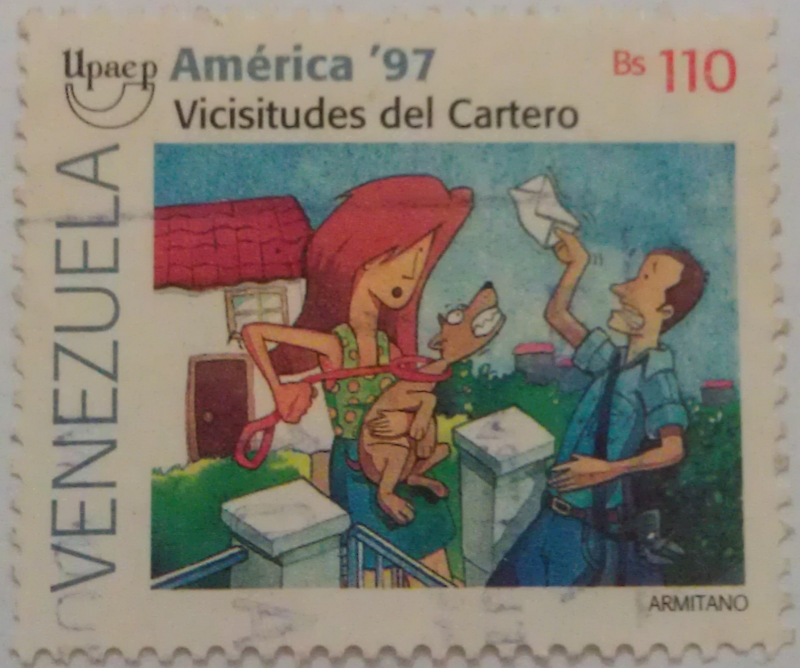 Upaep América '97
Bs 110
Vicisitudes del Cartero
VENEZUELA
ARMITANO